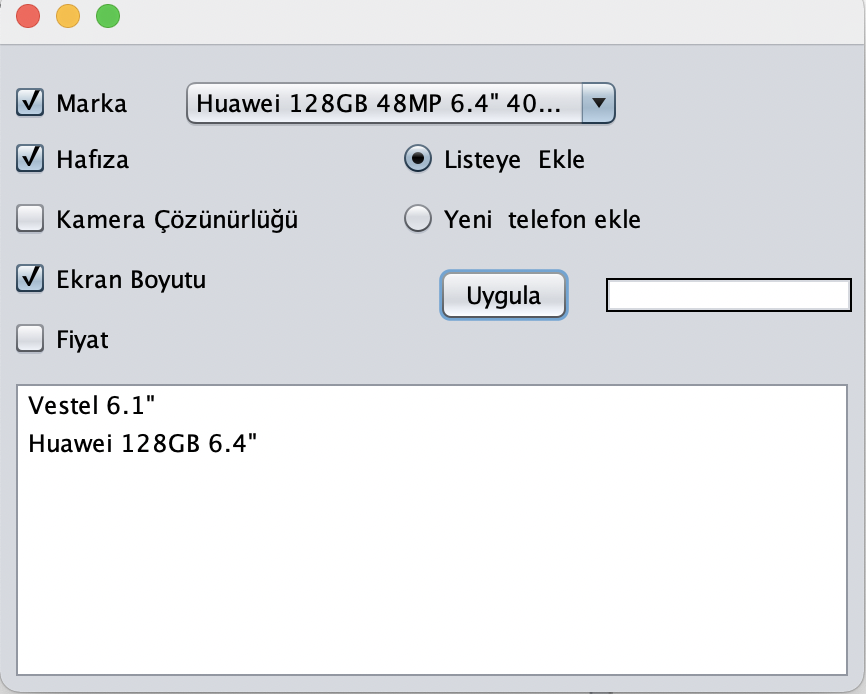 Marka
Huawei 128GB 48MP 6.4" 40...
Hafıza
Listeye Ekle
Kamera Çözünürlüğü
Yeni telefon ekle
Ekran Boyutu
Uygula
Fiyat
Vestel 6.1"
Huawei 128GB 6.4"